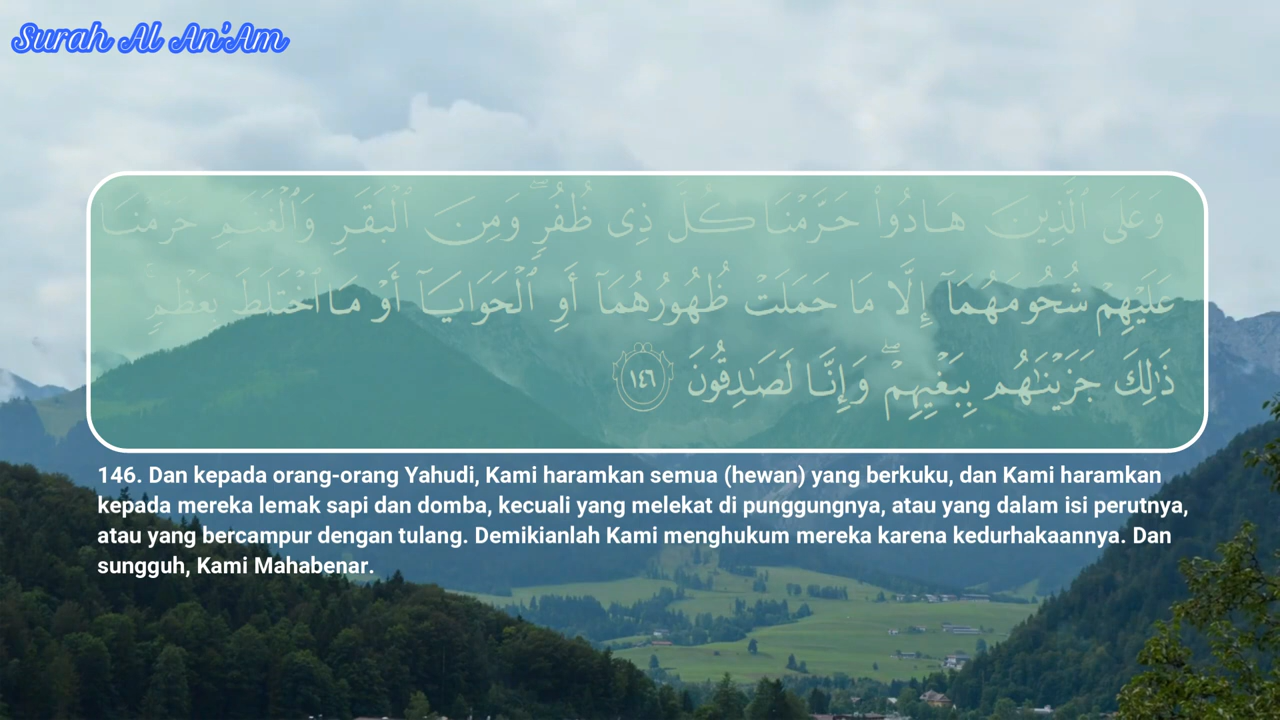 Surah Al An'Am
وَعَلَى ٱلَّذِينَ هَادُوا۟ حَرَّمْنَا كُلَّ ذِى ظُفُرٍ ۖ وَمِنَ ٱلْبَقَرِ وَٱلْغَنَمِ حَرَّمْنَا
عَلَيْهِمْ شُحُومَهُمَآ إِلَّا مَا حَمَلَتْ ظُهُورُهُمَآ أَوِ ٱلْحَوَايَآ أَوْ مَا ٱخْتَلَطَ بِعَظْمٍ ۚ
ذَٰلِكَ جَزَيْنَٰهُم بِبَغْيِهِمْ ۖ وَإِنَّا لَصَٰدِقُونَ ١٤٦
146. Dan kepada orang-orang Yahudi, Kami haramkan semua (hewan) yang berkuku, dan Kami haramkan
kepada mereka lemak sapi dan domba, kecuali yang melekat di punggungnya, atau yang dalam isi perutnya,
atau yang bercampur dengan tulang. Demikianlah Kami menghukum mereka karena kedurhakaannya. Dan
sungguh, Kami Mahabenar.